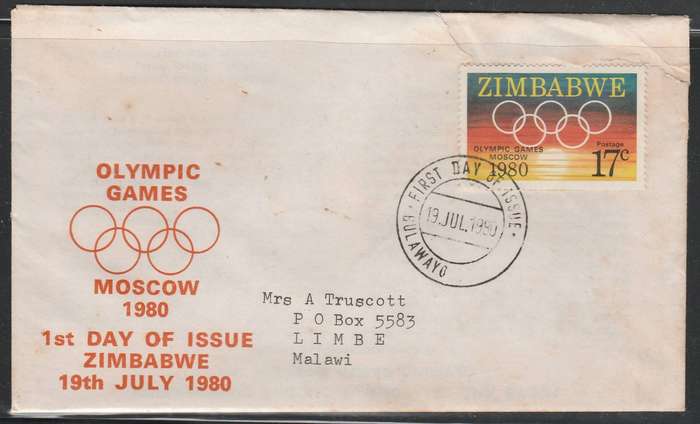 ZIMBABWE
Postage
OLYMPIC GAMES
MOSCOW
1980
17c
FIRST DAY OF ISSUE
19.JUL.1980
BULAWAYO
OLYMPIC
GAMES
MOSCOW
1980
1st DAY OF ISSUE
ZIMBABWE
19th JULY 1980
Mrs A Truscott
P O Box 5583
LIMBE
Malawi